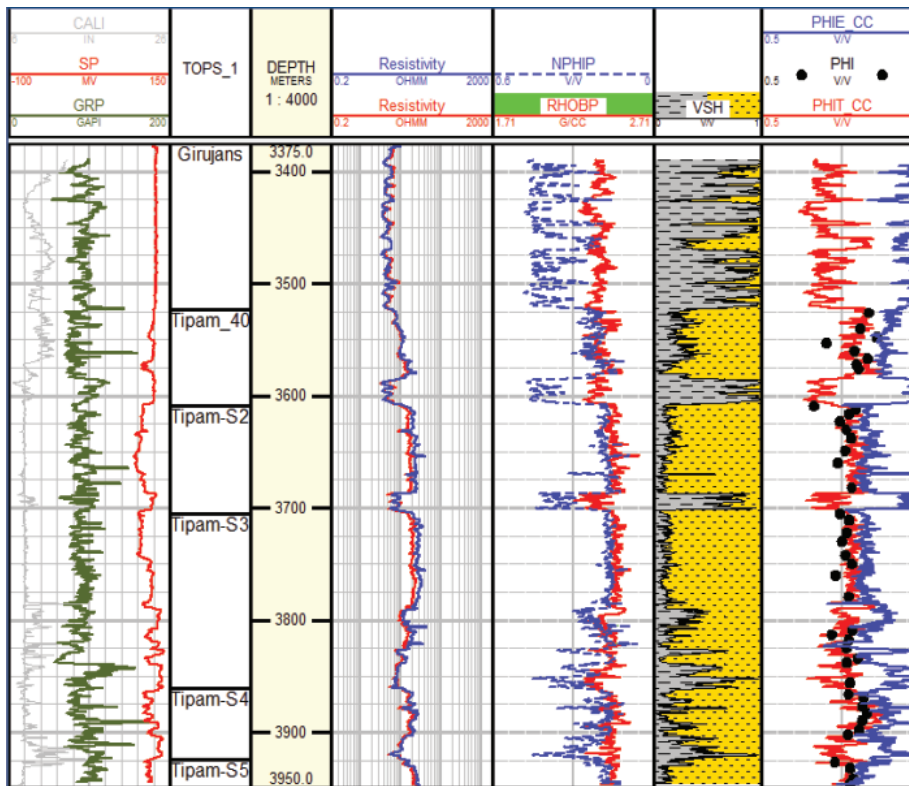 CALI
6 IN 26
SP
-100 MV 150
GRP
0 GAPI 200
TOPS_1
DEPTH
METERS
1 : 4000
Resistivity
0.2 OHMM 2000
Resistivity
0.2 OHMM 2000
NPHIP
0.6 V/V 0
RHOBP
1.71 G/CC 2.71
VSH
0 V/V 1
PHIE_CC
0.5 V/V
PHI
0.5 V/V
PHIT_CC
0.5 V/V
Girujans
Tipam_40
Tipam-S2
Tipam-S3
Tipam-S4
Tipam-S5
3375.0
3400
3500
3600
3700
3800
3900
3950.0